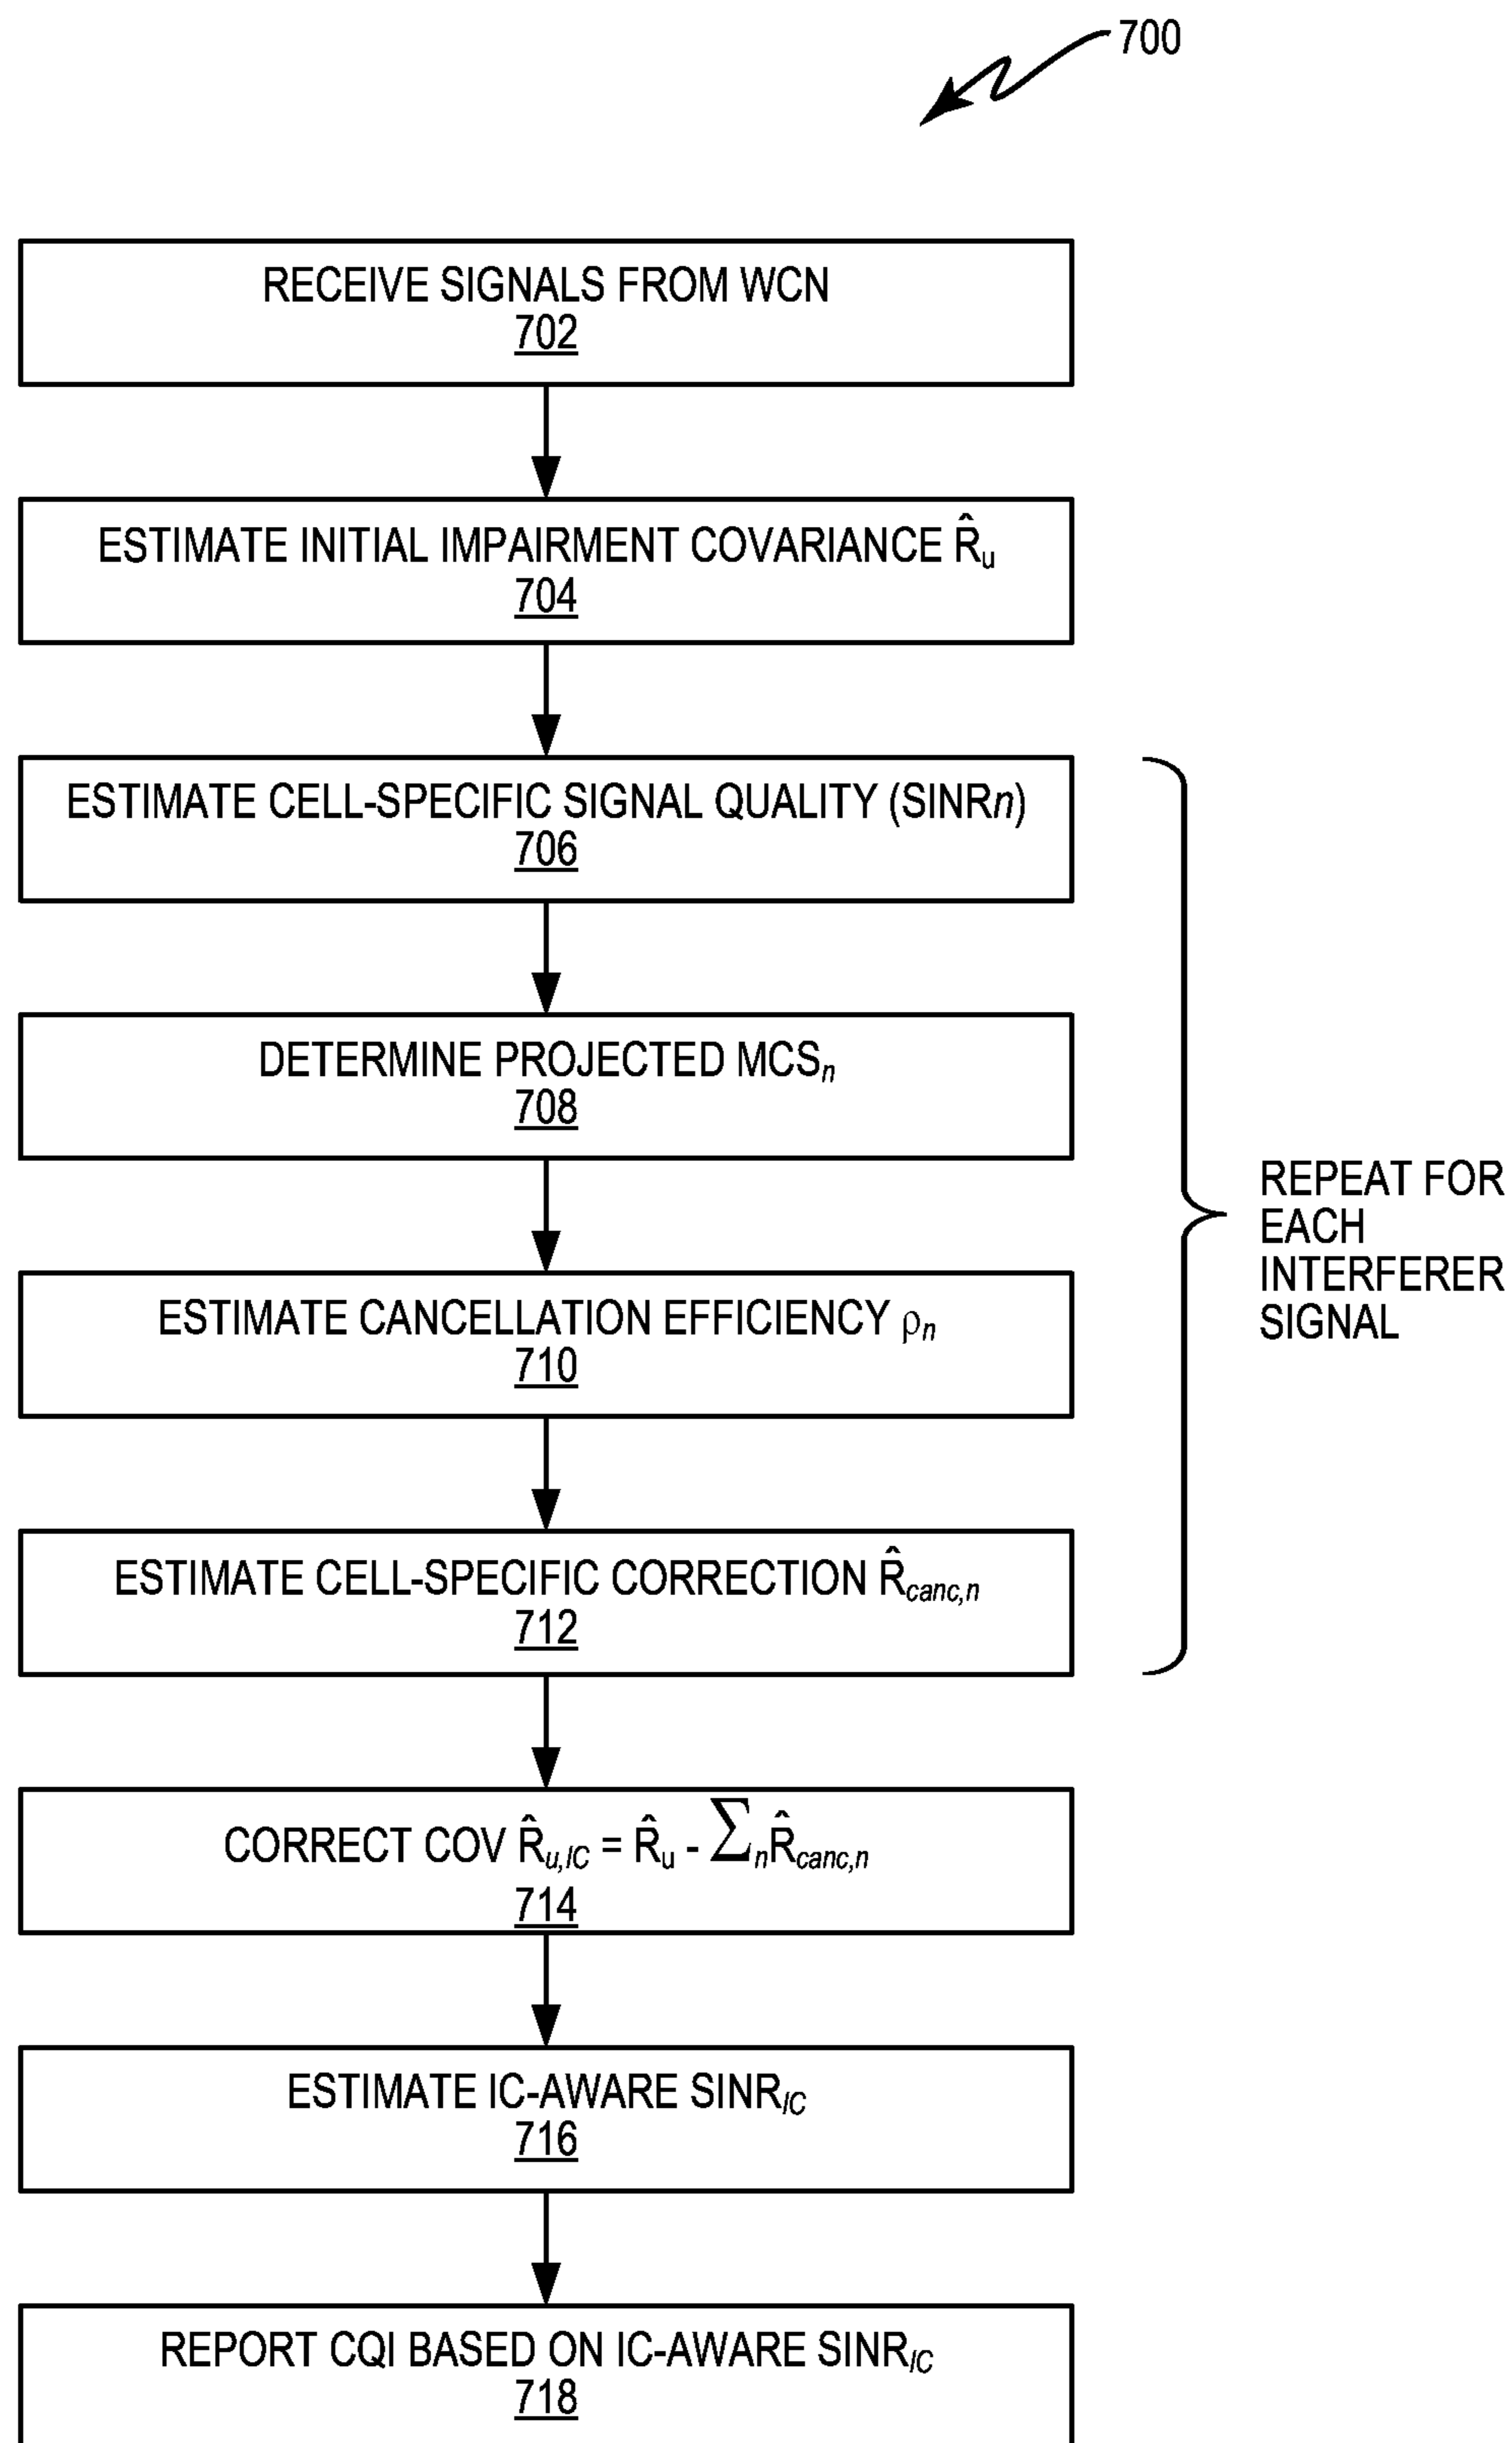 700
RECEIVE SIGNALS FROM WCN
702
ESTIMATE INITIAL IMPAIRMENT COVARIANCE R̂u
704
ESTIMATE CELL-SPECIFIC SIGNAL QUALITY (SINRn)
706
DETERMINE PROJECTED MCSn
708
ESTIMATE CANCELLATION EFFICIENCY ρn
710
ESTIMATE CELL-SPECIFIC CORRECTION R̂canc,n
712
REPEAT FOR
EACH
INTERFERER
SIGNAL
CORRECT COV R̂u,IC = R̂u - ∑n R̂canc,n
714
ESTIMATE IC-AWARE SINRIC
716
REPORT CQI BASED ON IC-AWARE SINRIC
718